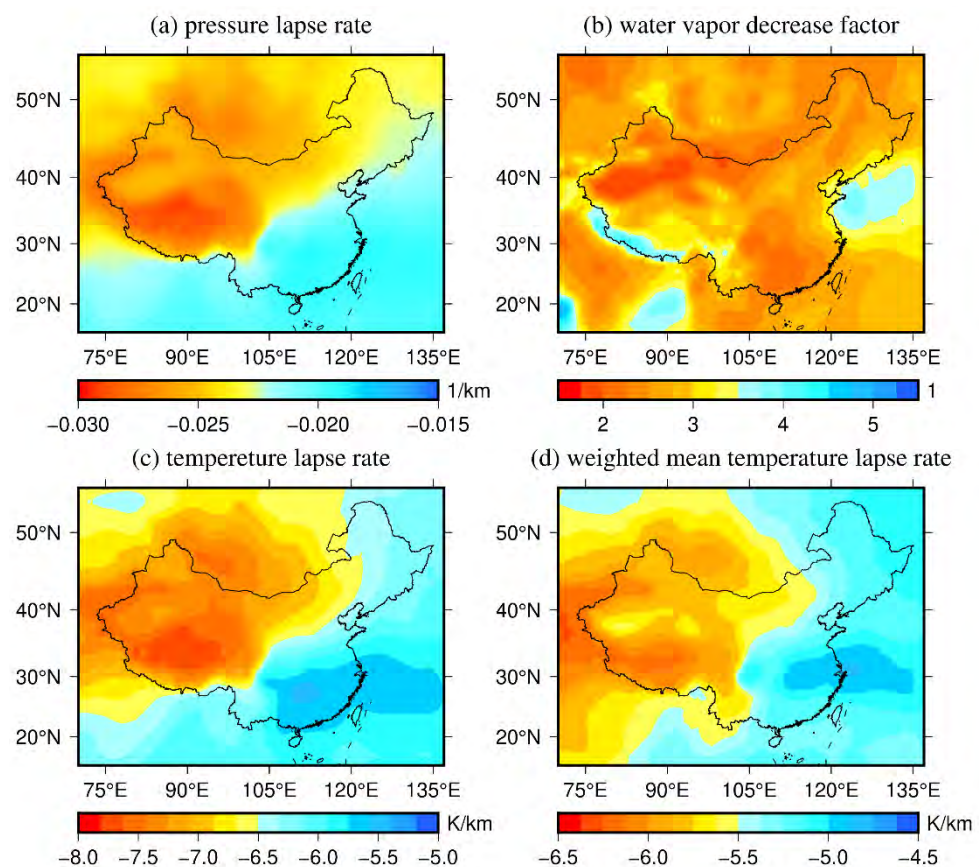 (a) pressure lapse rate
(b) water vapor decrease factor
50°N
40°N
30°N
20°N
75°E 90°E 105°E 120°E 135°E
1/km
−0.030 −0.025 −0.020 −0.015
50°N
40°N
30°N
20°N
75°E 90°E 105°E 120°E 135°E
1
2 3 4 5
(c) tempereture lapse rate
(d) weighted mean temperature lapse rate
50°N
40°N
30°N
20°N
75°E 90°E 105°E 120°E 135°E
K/km
−8.0 −7.5 −7.0 −6.5 −6.0 −5.5 −5.0
50°N
40°N
30°N
20°N
75°E 90°E 105°E 120°E 135°E
K/km
−6.5 −6.0 −5.5 −5.0 −4.5